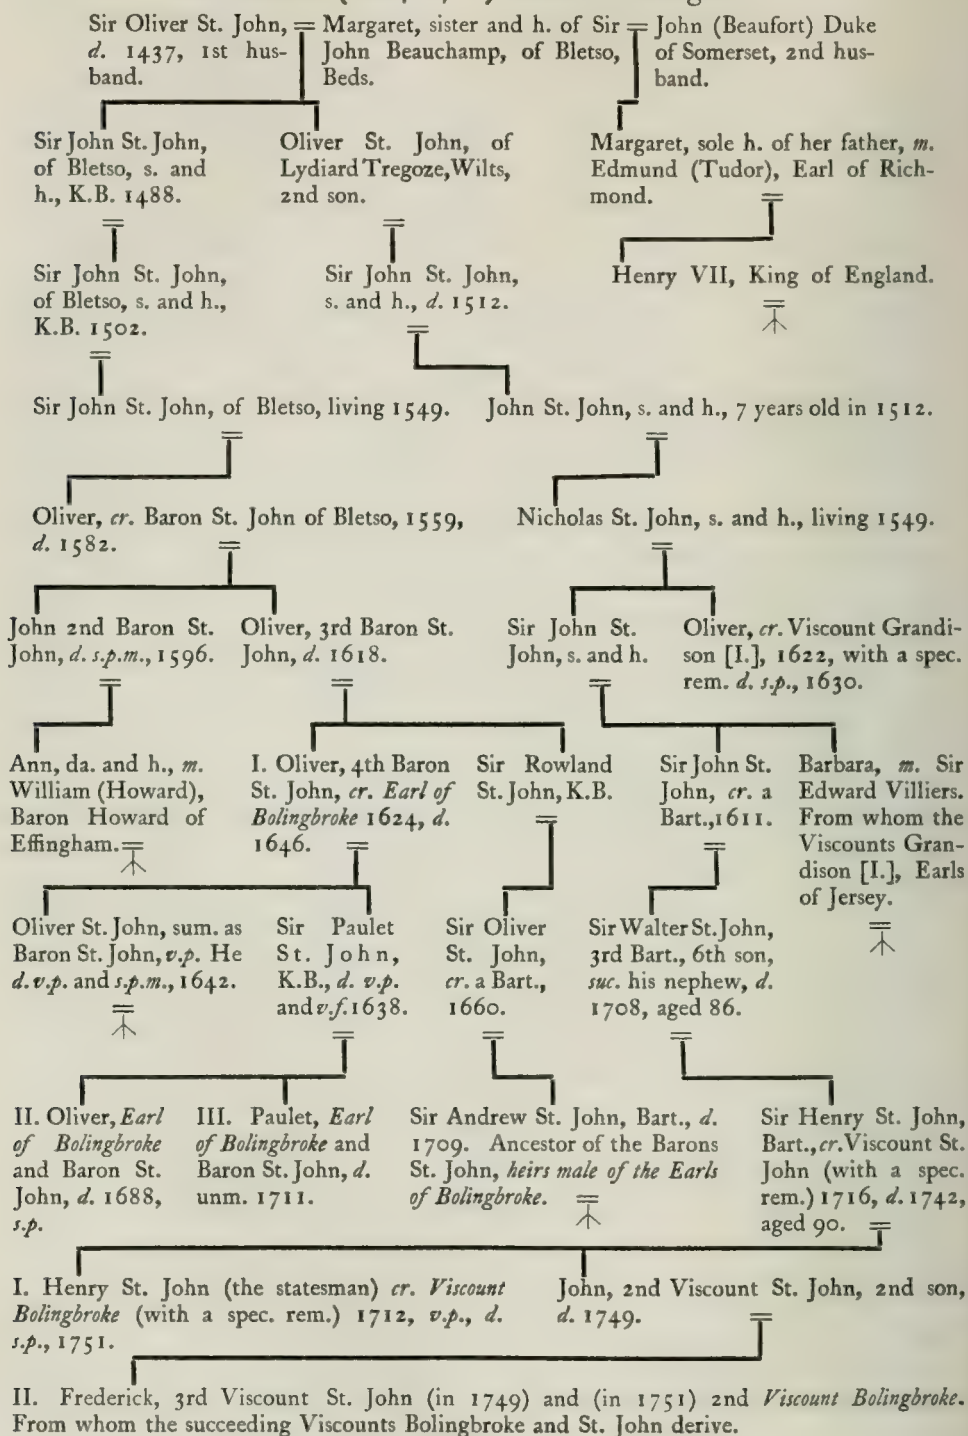 Sir Oliver St. John,
d. 1437, 1st hus-
band.
Margaret, sister and h. of Sir
John Beauchamp, of Bletso,
Beds.
John (Beaufort) Duke
of Somerset, 2nd hus-
band.
Sir John St. John,
of Bletso, s. and
h., K.B. 1488.
Oliver St. John, of
Lydiard Tregoze, Wilts,
2nd son.
Margaret, sole h. of her father, m.
Edmund (Tudor), Earl of Rich-
mond.
Sir John St. John,
of Bletso, s. and h.,
K.B. 1502.
Sir John St. John,
s. and h., d. 1512.
Henry VII, King of England.
Sir John St. John, of Bletso, living 1549.
John St. John, s. and h., 7 years old in 1512.
Oliver, cr. Baron St. John of Bletso, 1559,
d. 1582.
Nicholas St. John, s. and h., living 1549.
John 2nd Baron St.
John, d. s.p.m., 1596.
Oliver, 3rd Baron St.
John, d. 1618.
Sir John St.
John, s. and h.
Oliver, cr. Viscount Grandi-
son [I.], 1622, with a spec.
rem. d. s.p., 1630.
Ann, da. and h., m.
William (Howard),
Baron Howard of
Effingham.
I. Oliver, 4th Baron
St. John, cr. Earl of
Bolingbroke 1624, d.
1646.
Sir Rowland
St. John, K.B.
Sir John St.
John, cr. a
Bart., 1611.
Barbara, m. Sir
Edward Villiers.
From whom the
Viscounts Gran-
dison [I.], Earls
of Jersey.
Oliver St. John, sum. as
Baron St. John, v.p. He
d. v.p. and s.p.m., 1642.
Sir Paulet
St. John,
K.B., d. v.p.
and v.f. 1638.
Sir Oliver
St. John,
cr. a Bart.,
1660.
Sir Walter St. John,
3rd Bart., 6th son,
suc. his nephew, d.
1708, aged 86.
II. Oliver, Earl
of Bolingbroke
and Baron St.
John, d. 1688,
s.p.
III. Paulet, Earl
of Bolingbroke and
Baron St. John, d.
unm. 1711.
Sir Andrew St. John, Bart., d.
1709. Ancestor of the Barons
St. John, heirs male of the Earls
of Bolingbroke.
Sir Henry St. John,
Bart., cr. Viscount St.
John (with a spec.
rem.) 1716, d. 1742,
aged 90.
I. Henry St. John (the statesman) cr. Viscount
Bolingbroke (with a spec. rem.) 1712, v.p., d.
s.p., 1751.
John, 2nd Viscount St. John, 2nd son,
d. 1749.
II. Frederick, 3rd Viscount St. John (in 1749) and (in 1751) 2nd Viscount Bolingbroke.
From whom the succeeding Viscounts Bolingbroke and St. John derive.